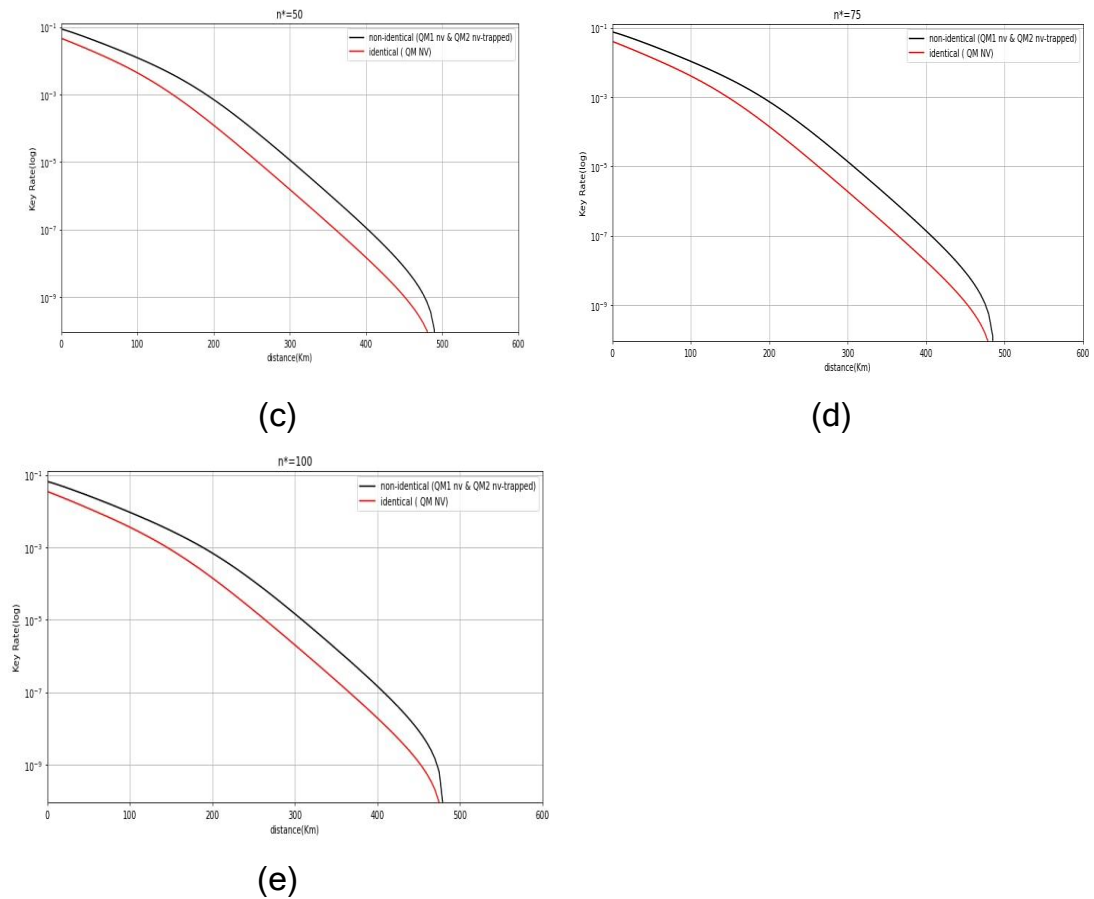 n*=50
non-identical (QM1 nv & QM2 nv-trapped)
identical ( QM NV)
Key Rate(log)
10⁻¹
10⁻³
10⁻⁵
10⁻⁷
10⁻⁹
0 100 200 300 400 500 600
distance(Km)
(c)
n*=75
non-identical (QM1 nv & QM2 nv-trapped)
identical ( QM NV)
Key Rate(log)
10⁻¹
10⁻³
10⁻⁵
10⁻⁷
10⁻⁹
0 100 200 300 400 500 600
distance(Km)
(d)
n*=100
non-identical (QM1 nv & QM2 nv-trapped)
identical ( QM NV)
Key Rate(log)
10⁻¹
10⁻³
10⁻⁵
10⁻⁷
10⁻⁹
0 100 200 300 400 500 600
distance(Km)
(e)